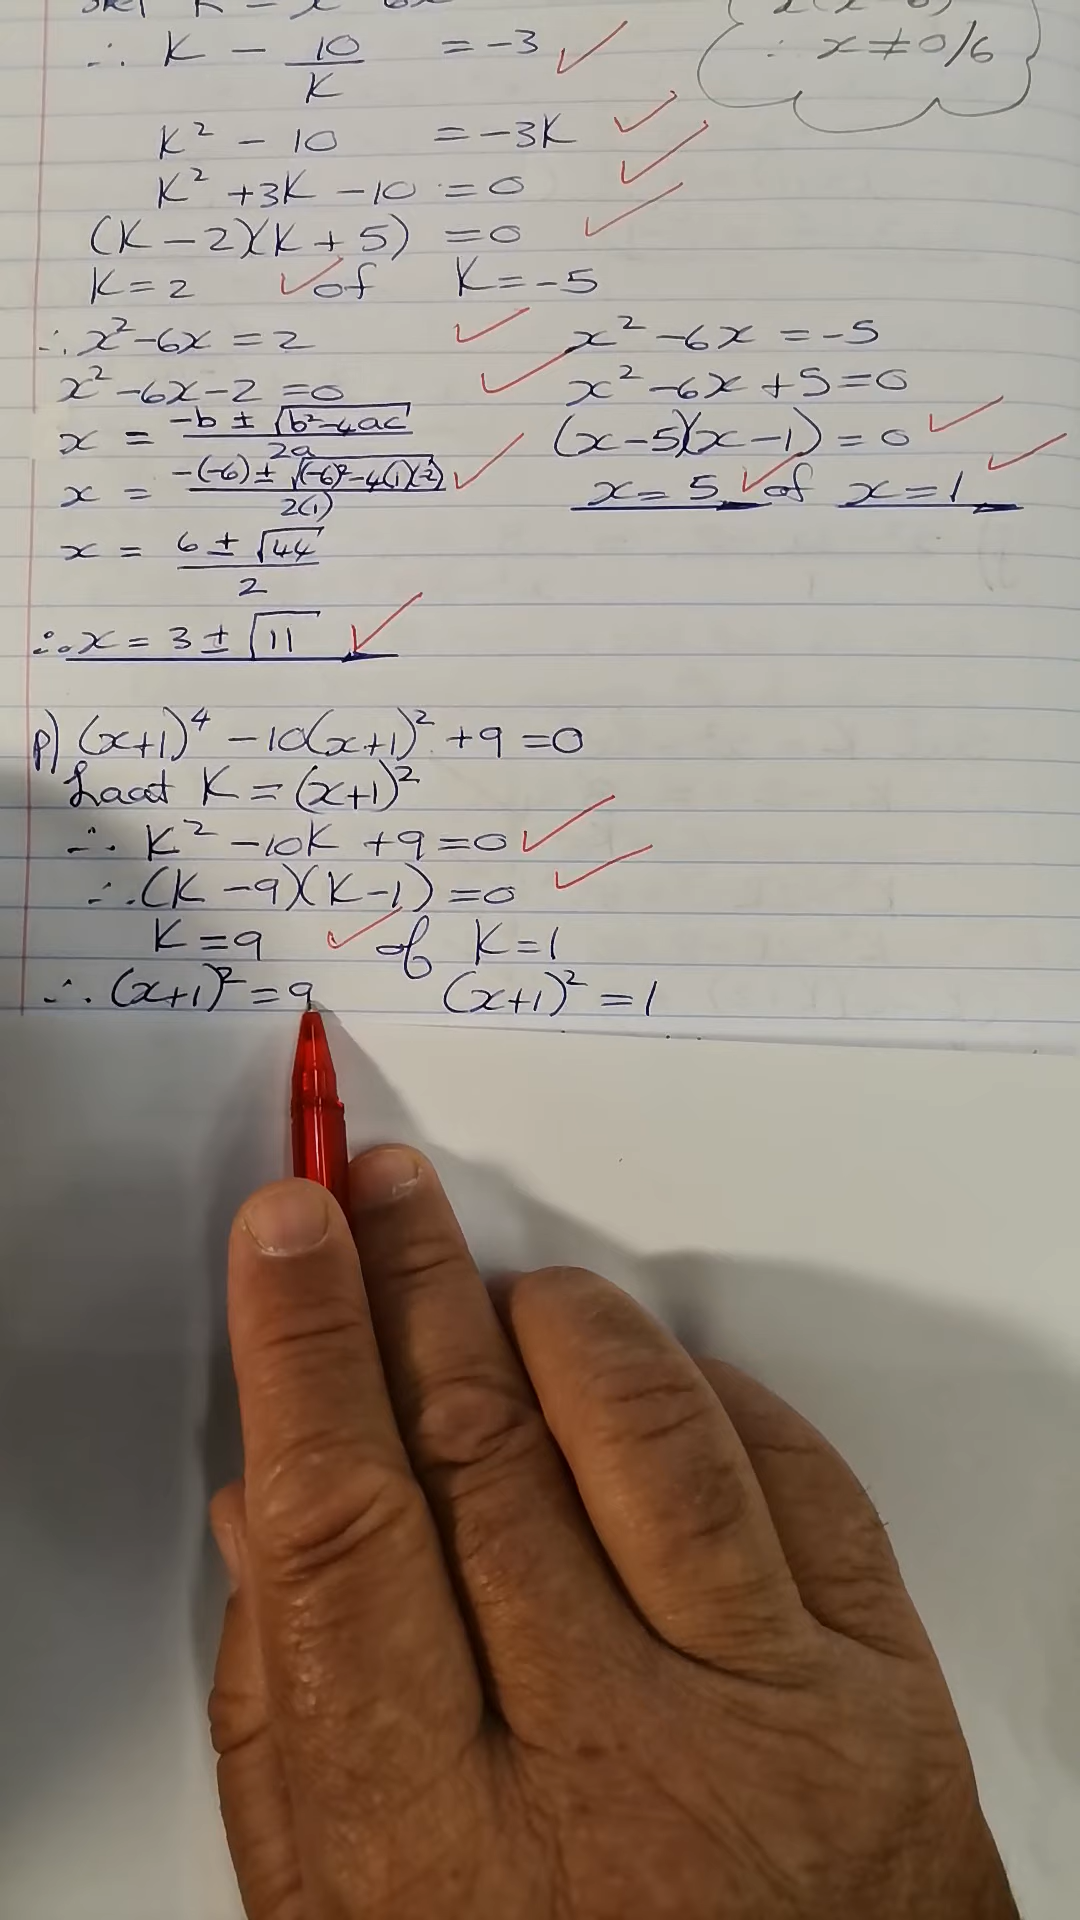 ∴ K - 10/K = -3
x ≠ 0/6
K² - 10 = -3K
K² + 3K - 10 = 0
(K - 2)(K + 5) = 0
K = 2 of K = -5
∴ x² - 6x = 2 x² - 6x = -5
x² - 6x - 2 = 0 x² - 6x + 5 = 0
x = (-b ± √(b² - 4ac))/2a (x - 5)(x - 1) = 0
x = (-(-6) ± √((-6)² - 4(1)(-2)))/2(1) x = 5 of x = 1
x = (6 ± √44)/2
∴ x = 3 ± √11
p) (x+1)⁴ - 10(x+1)² + 9 = 0
Laat K = (x+1)²
∴ K² - 10K + 9 = 0
∴ (K - 9)(K - 1) = 0
K = 9 of K = 1
∴ (x+1)² = 9 (x+1)² = 1